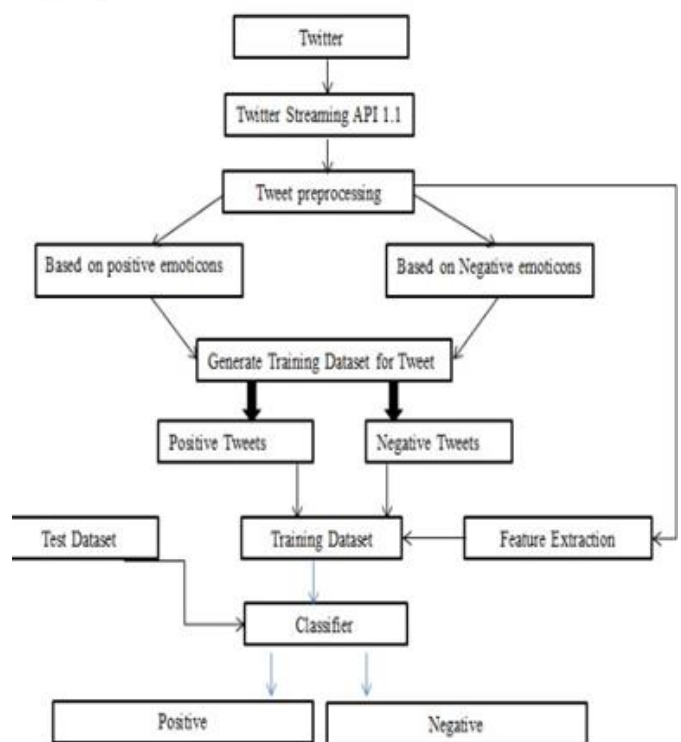 Twitter
Twitter Streaming API 1.1
Tweet preprocessing
Based on positive emoticons
Based on Negative emoticons
Generate Training Dataset for Tweet
Positive Tweets
Negative Tweets
Test Dataset
Training Dataset
Feature Extraction
Classifier
Positive
Negative